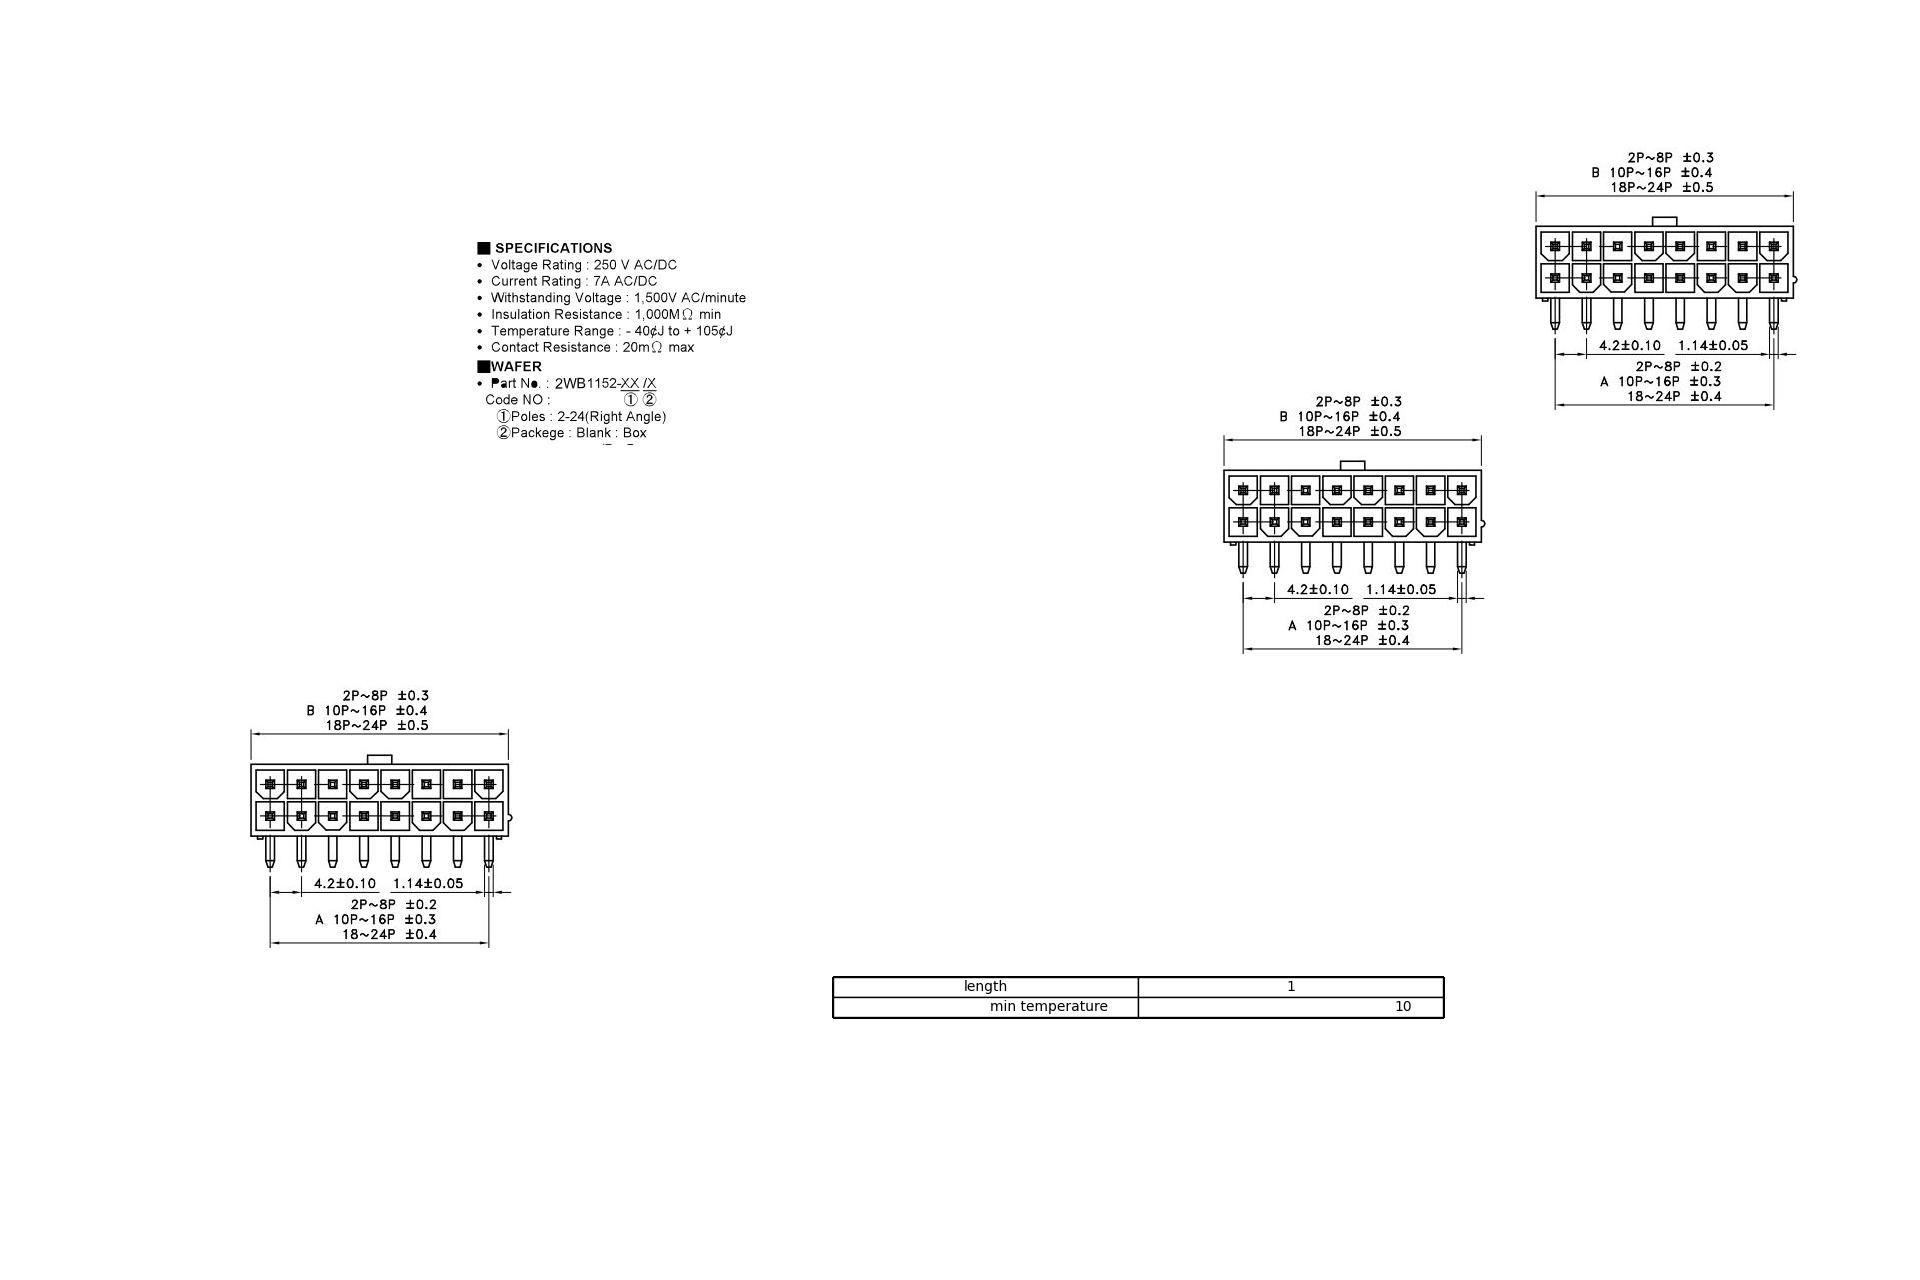 2P~8P ±0.3
B 10P~16P ±0.4
18P~24P ±0.5
4.2±0.10 1.14±0.05
2P~8P ±0.2
A 10P~16P ±0.3
18~24P ±0.4
■ SPECIFICATIONS
• Voltage Rating : 250 V AC/DC
• Current Rating : 7A AC/DC
• Withstanding Voltage : 1,500V AC/minute
• Insulation Resistance : 1,000MΩ min
• Temperature Range : - 40¢J to + 105¢J
• Contact Resistance : 20mΩ max
■WAFER
• Part No. : 2WB1152-XX /X
Code NO : ① ②
①Poles : 2-24(Right Angle)
②Packege : Blank : Box
2P~8P ±0.3
B 10P~16P ±0.4
18P~24P ±0.5
4.2±0.10 1.14±0.05
2P~8P ±0.2
A 10P~16P ±0.3
18~24P ±0.4
2P~8P ±0.3
B 10P~16P ±0.4
18P~24P ±0.5
4.2±0.10 1.14±0.05
2P~8P ±0.2
A 10P~16P ±0.3
18~24P ±0.4
length 1
min temperature 10